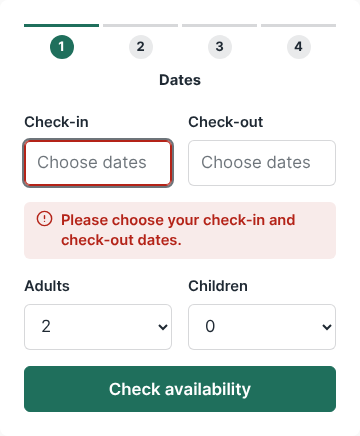 1 2 3 4
Dates
Check-in Check-out
Choose dates Choose dates
Please choose your check-in and
check-out dates.
Adults Children
2 0
Check availability